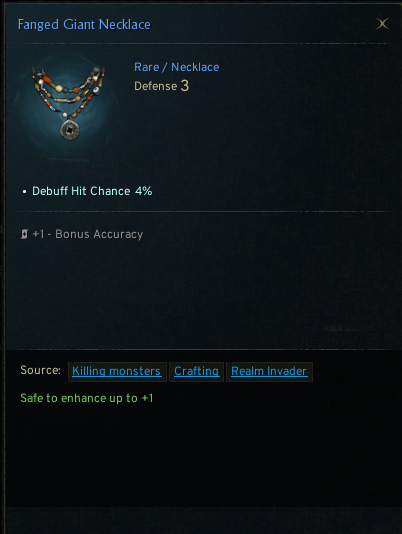 Fanged Giant Necklace
Rare / Necklace
Defense 3
• Debuff Hit Chance 4%
+1 - Bonus Accuracy
Source: Killing monsters Crafting Realm Invader
Safe to enhance up to +1